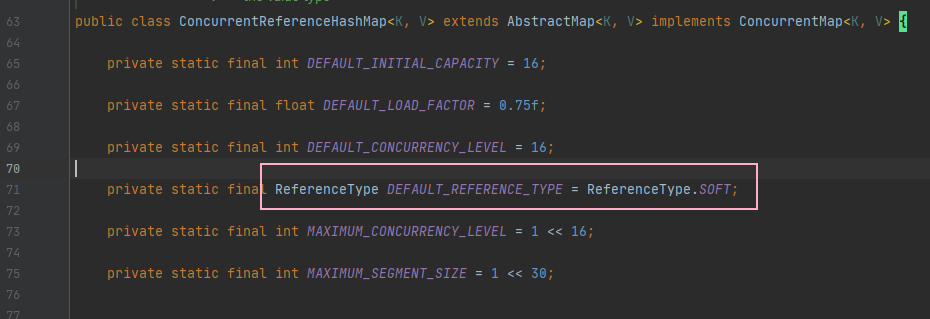 the value type
63 public class ConcurrentReferenceHashMap<K, V> extends AbstractMap<K, V> implements ConcurrentMap<K, V> {
64
65 private static final int DEFAULT_INITIAL_CAPACITY = 16;
66
67 private static final float DEFAULT_LOAD_FACTOR = 0.75f;
68
69 private static final int DEFAULT_CONCURRENCY_LEVEL = 16;
70
71 private static final ReferenceType DEFAULT_REFERENCE_TYPE = ReferenceType.SOFT;
72
73 private static final int MAXIMUM_CONCURRENCY_LEVEL = 1 << 16;
74
75 private static final int MAXIMUM_SEGMENT_SIZE = 1 << 30;
76
77